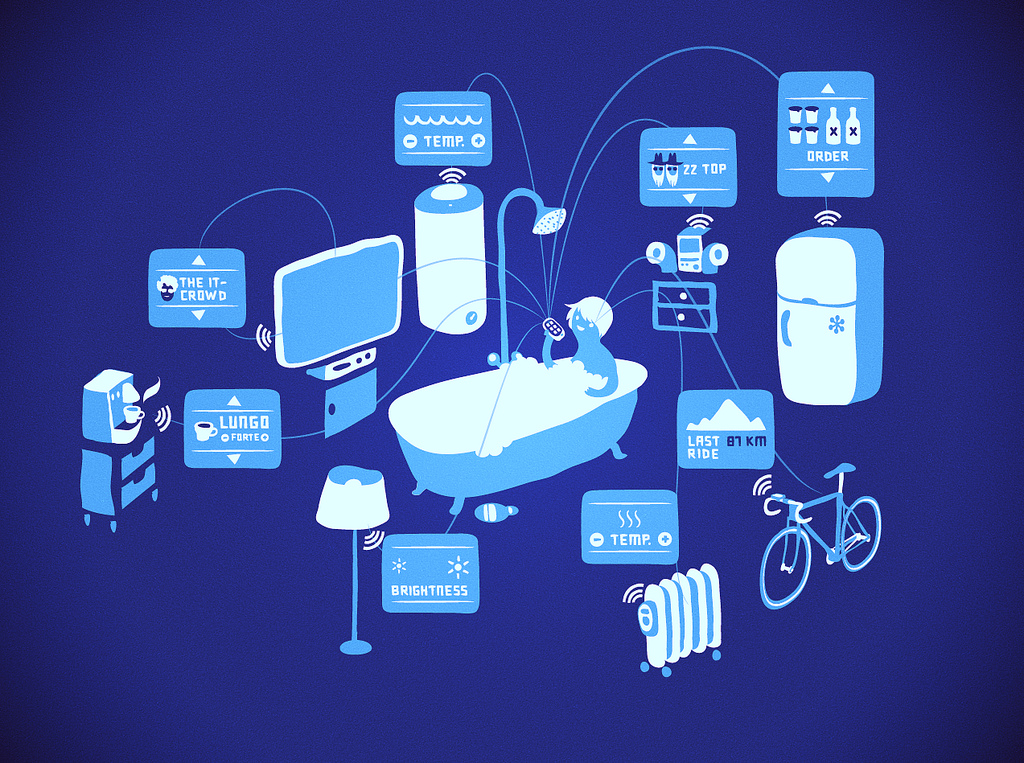 TEMP.
ORDER
ZZ TOP
THE IT-
CROWD
LUNGO
FORTE
LAST 87 KM
RIDE
TEMP.
BRIGHTNESS